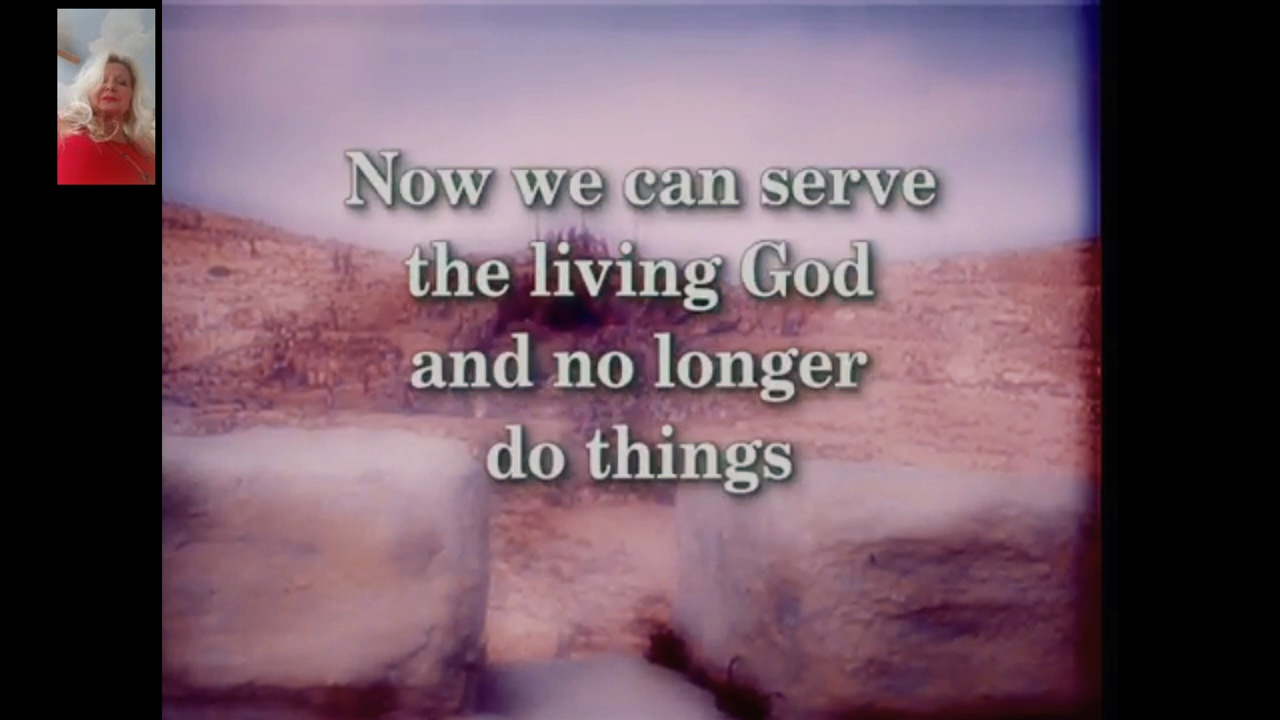 Now we can serve
the living God
and no longer
do things